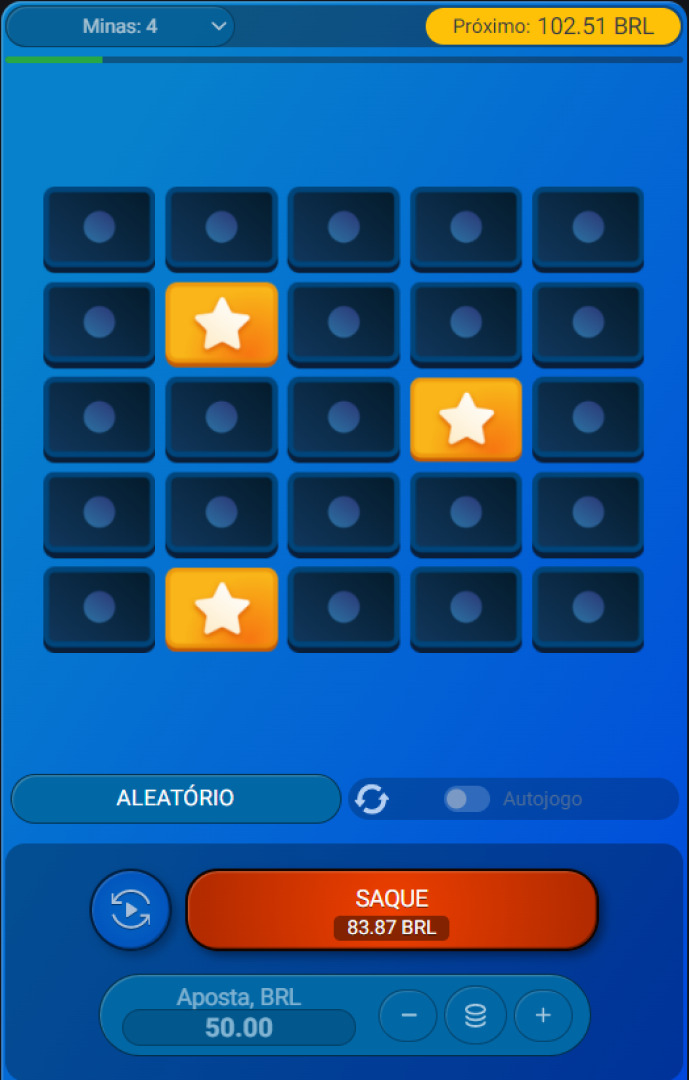 Minas: 4
Próximo: 102.51 BRL
ALEATÓRIO
Autojogo
SAQUE
83.87 BRL
Aposta, BRL
50.00